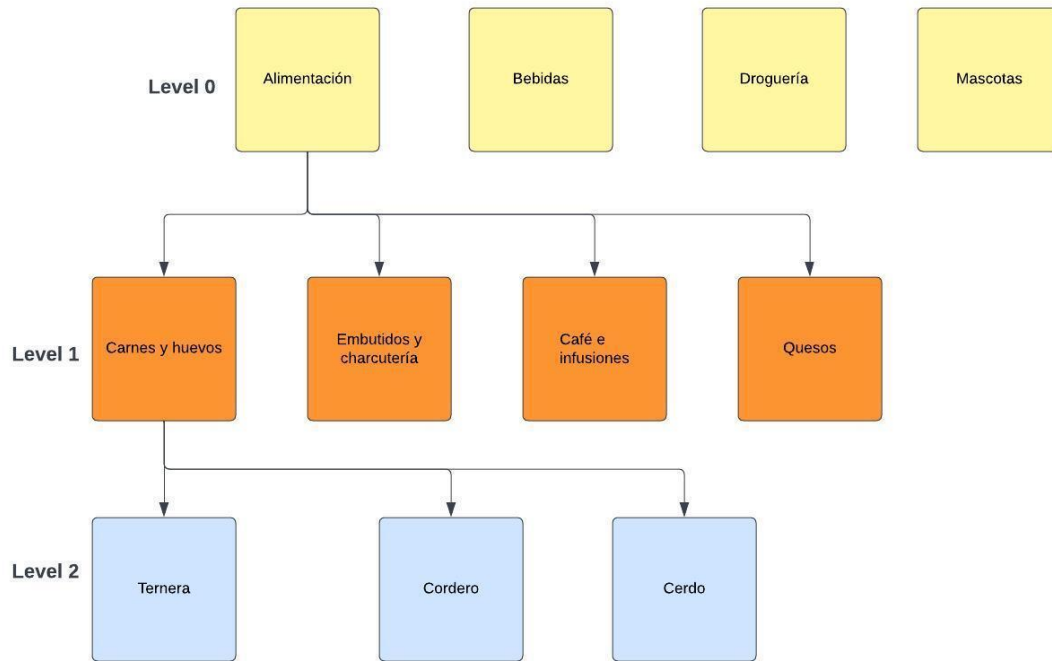 Level 0
Alimentación
Bebidas
Droguería
Mascotas
Level 1
Carnes y huevos
Embutidos y
charcutería
Café e
infusiones
Quesos
Level 2
Ternera
Cordero
Cerdo